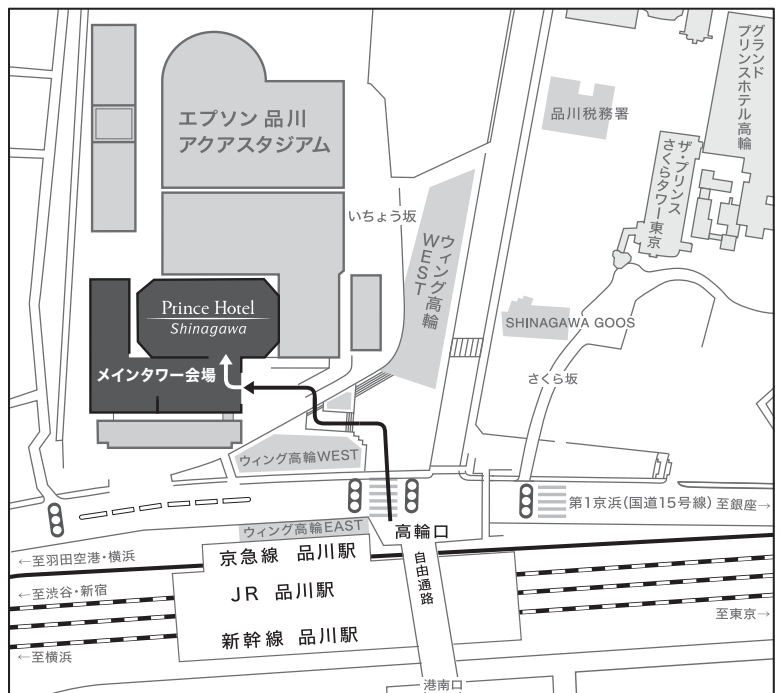 グランド
プリンスホテル高輪
エプソン 品川
アクアスタジアム
品川税務署
ザ・プリンス
さくらタワー東京
いちょう坂
ウィング高輪
WEST
Prince Hotel
Shinagawa
SHINAGAWA GOOS
メインタワー会場
さくら坂
ウィング高輪WEST
第1京浜(国道15号線) 至銀座→
ウィング高輪EAST
高輪口
←至羽田空港・横浜
京急線 品川駅
自由通路
←至渋谷・新宿
JR 品川駅
至東京→
新幹線 品川駅
←至横浜
港南口